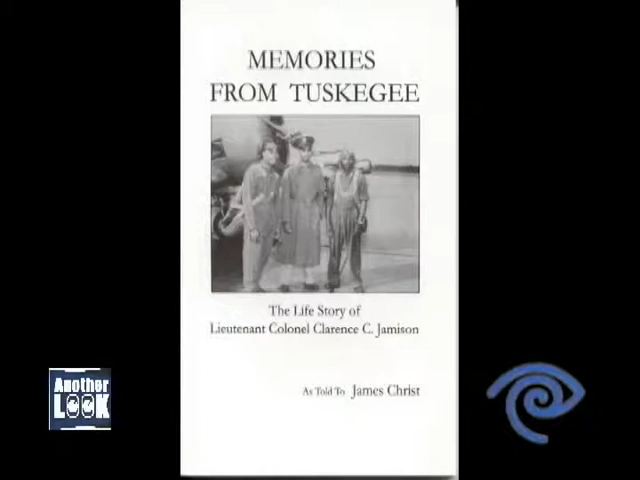 MEMORIES
FROM TUSKEGEE
The Life Story of
Lieutenant Colonel Clarence C. Jamison
As Told To James Christ
Another
LOOK